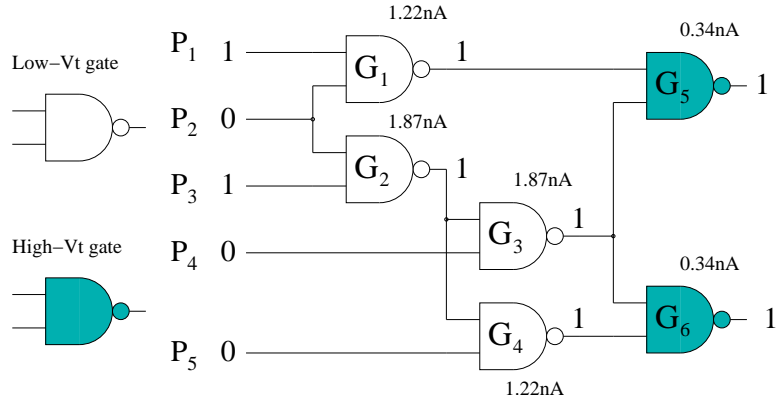 1.22nA
0.34nA
P1 1
G1
1
G5
1
Low−Vt gate
P2 0
1.87nA
G2
1
1.87nA
P3 1
G3
1
High−Vt gate
P4 0
0.34nA
G6
1
G4
1
P5 0
1.22nA